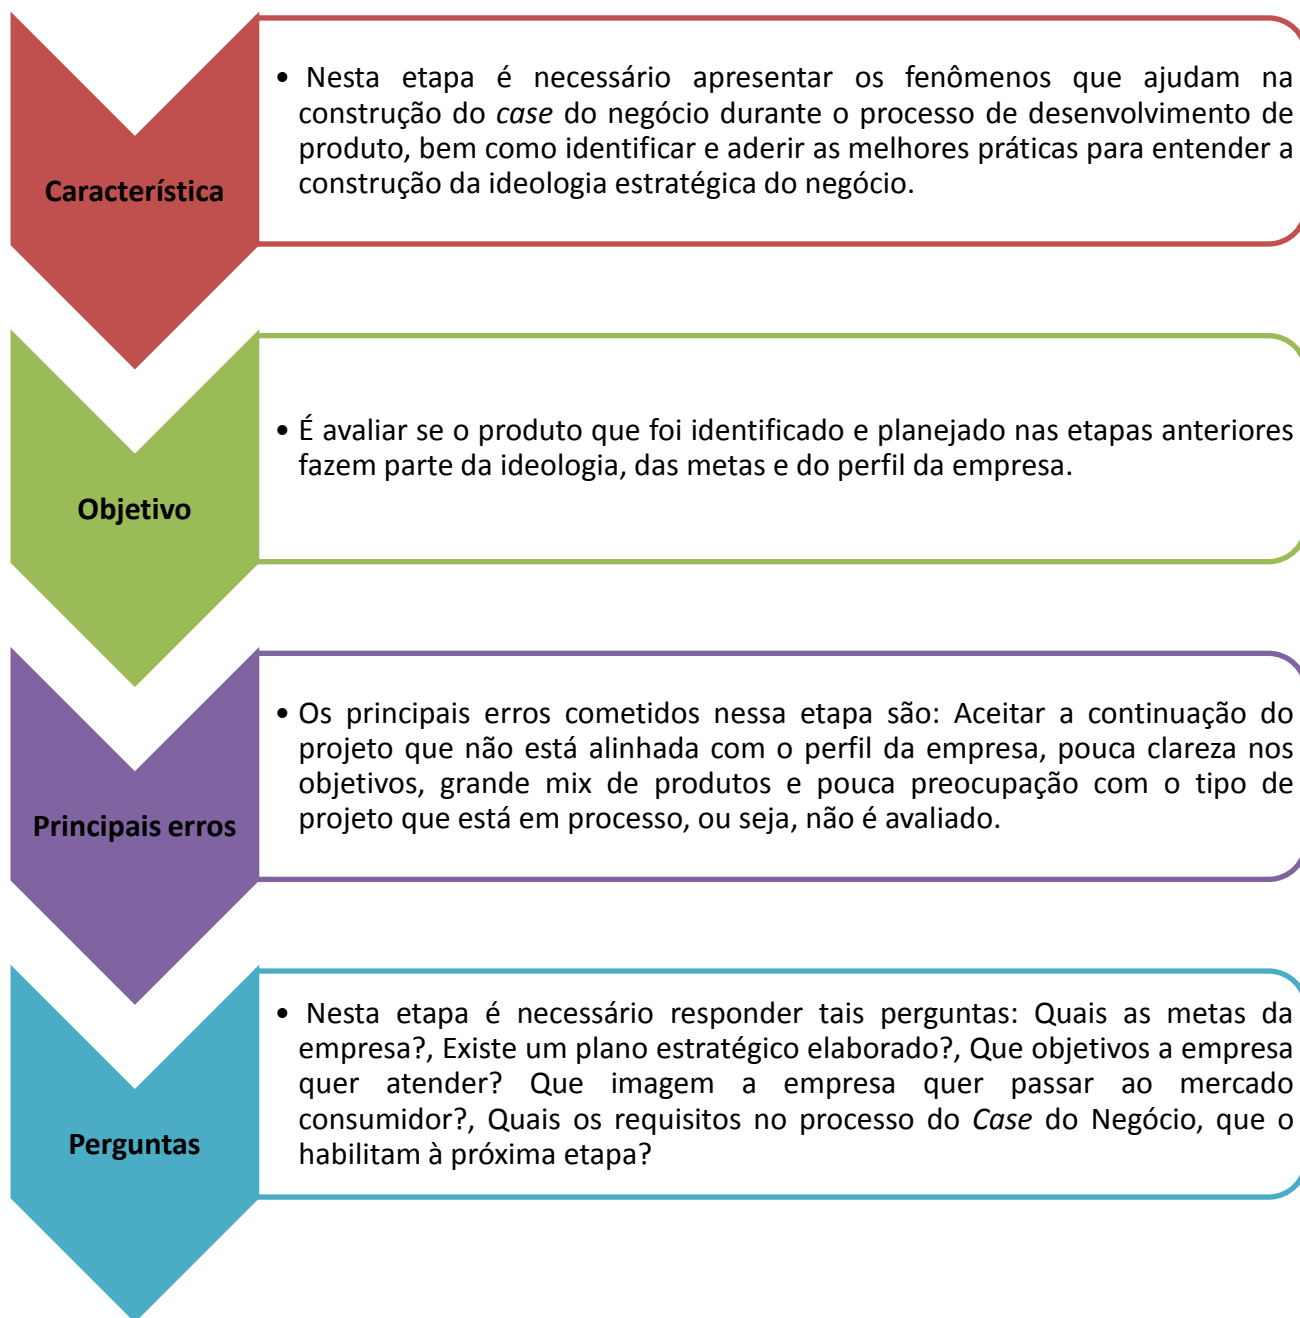 Característica
• Nesta etapa é necessário apresentar os fenômenos que ajudam na
construção do case do negócio durante o processo de desenvolvimento de
produto, bem como identificar e aderir as melhores práticas para entender a
construção da ideologia estratégica do negócio.
Objetivo
• É avaliar se o produto que foi identificado e planejado nas etapas anteriores
fazem parte da ideologia, das metas e do perfil da empresa.
Principais erros
• Os principais erros cometidos nessa etapa são: Aceitar a continuação do
projeto que não está alinhada com o perfil da empresa, pouca clareza nos
objetivos, grande mix de produtos e pouca preocupação com o tipo de
projeto que está em processo, ou seja, não é avaliado.
Perguntas
• Nesta etapa é necessário responder tais perguntas: Quais as metas da
empresa?, Existe um plano estratégico elaborado?, Que objetivos a empresa
quer atender? Que imagem a empresa quer passar ao mercado
consumidor?, Quais os requisitos no processo do Case do Negócio, que o
habilitam à próxima etapa?